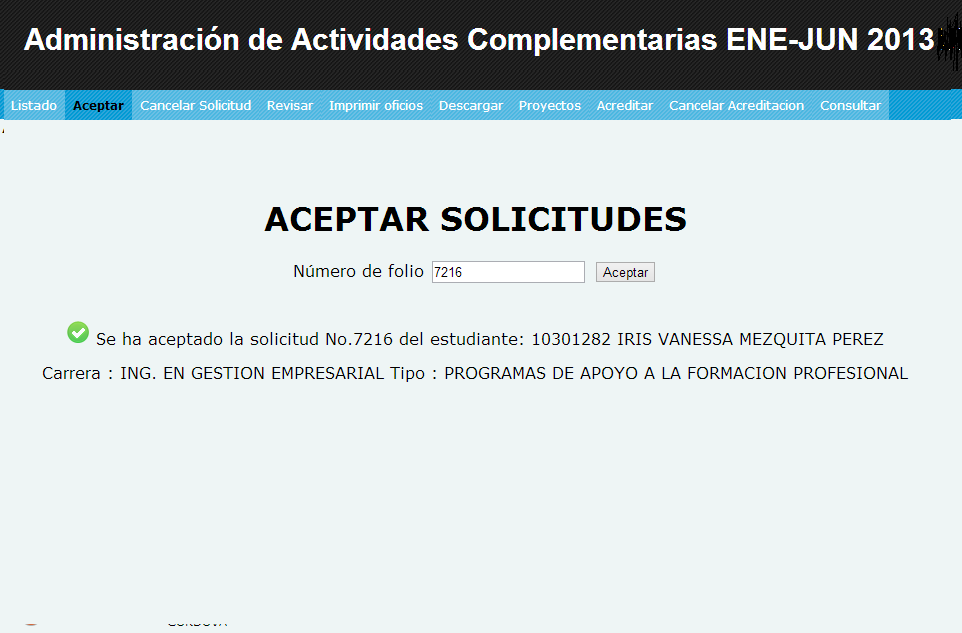 Administración de Actividades Complementarias ENE-JUN 2013
Listado Aceptar Cancelar Solicitud Revisar Imprimir oficios Descargar Proyectos Acreditar Cancelar Acreditacion Consultar
ACEPTAR SOLICITUDES
Número de folio 7216 Aceptar
Se ha aceptado la solicitud No.7216 del estudiante: 10301282 IRIS VANESSA MEZQUITA PEREZ
Carrera : ING. EN GESTION EMPRESARIAL Tipo : PROGRAMAS DE APOYO A LA FORMACION PROFESIONAL